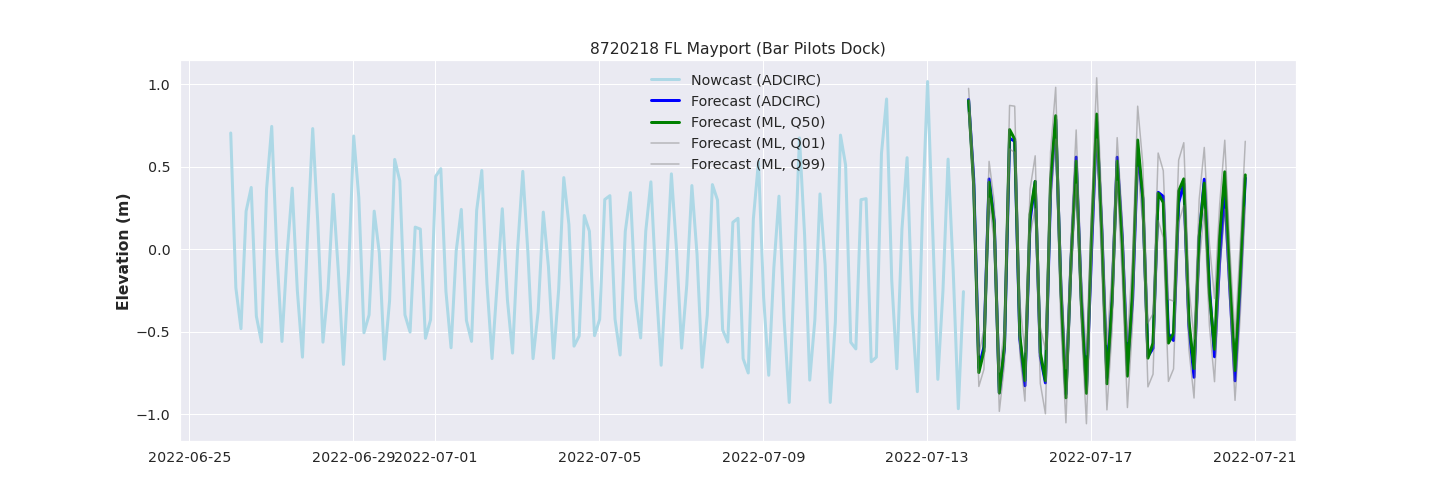 8720218 FL Mayport (Bar Pilots Dock)
Nowcast (ADCIRC)
Forecast (ADCIRC)
Forecast (ML, Q50)
Forecast (ML, Q01)
Forecast (ML, Q99)
Elevation (m)
1.0
0.5
0.0
−0.5
−1.0
2022-06-25
2022-06-29
2022-07-01
2022-07-05
2022-07-09
2022-07-13
2022-07-17
2022-07-21